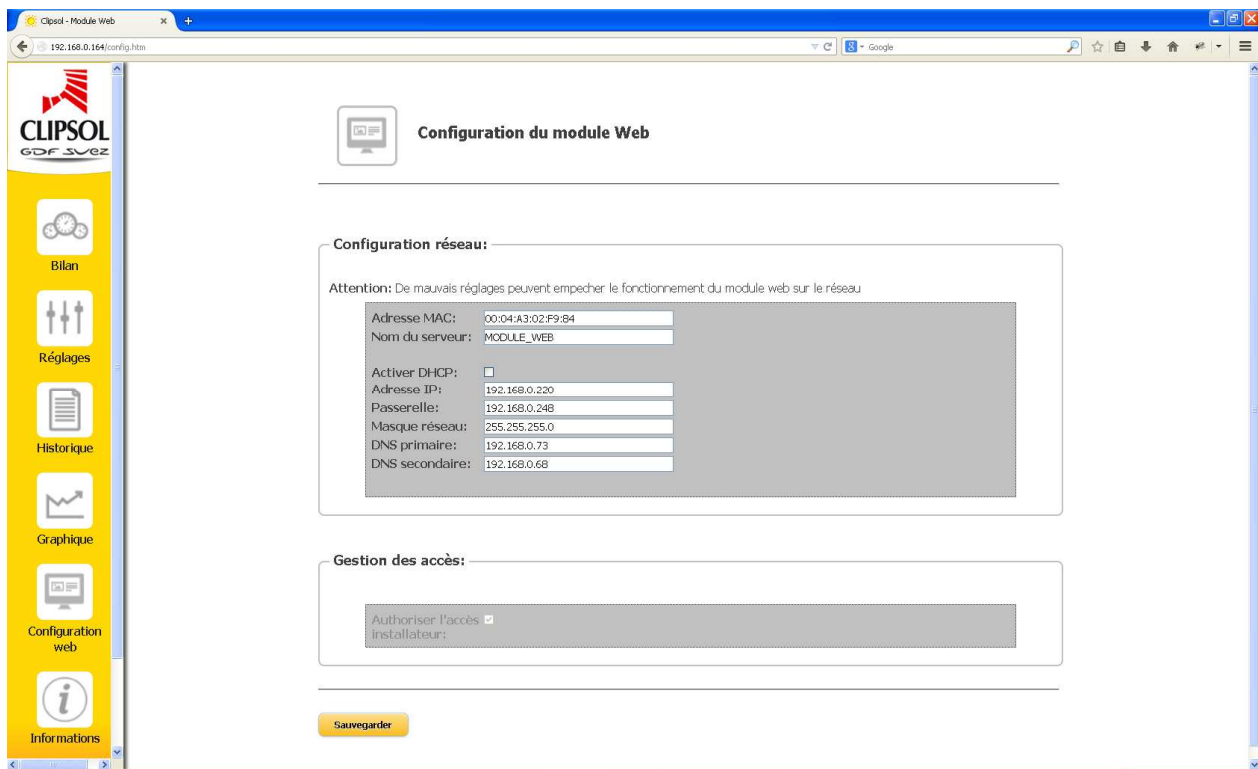 Clipsol - Module Web
192.168.0.164/config.htm
Google
CLIPSOL
GDF SUEZ
Bilan
Réglages
Historique
Graphique
Configuration
web
Informations
Configuration du module Web
Configuration réseau:
Attention: De mauvais réglages peuvent empecher le fonctionnement du module web sur le réseau
Adresse MAC: 00:04:A3:02:F9:84
Nom du serveur: MODULE_WEB
Activer DHCP:
Adresse IP: 192.168.0.220
Passerelle: 192.168.0.248
Masque réseau: 255.255.255.0
DNS primaire: 192.168.0.73
DNS secondaire: 192.168.0.68
Gestion des accès:
Authoriser l'accès
installateur:
Sauvegarder